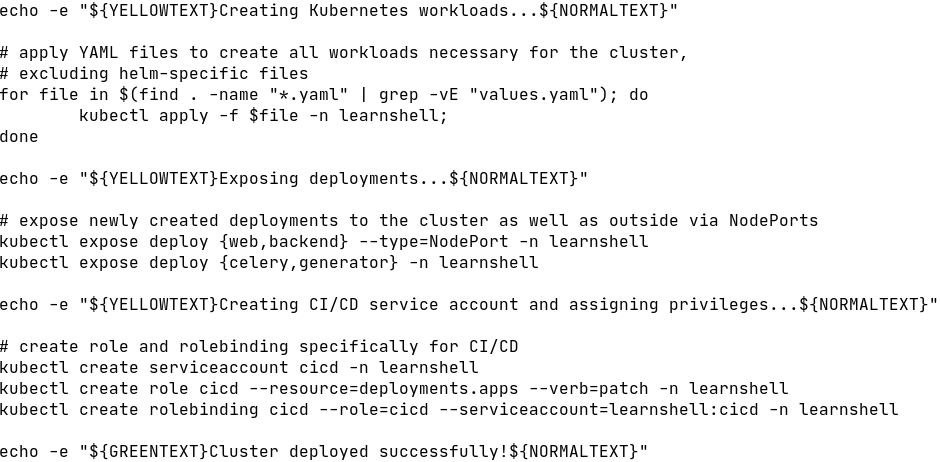 echo -e "${YELLOWTEXT}Creating Kubernetes workloads...${NORMALTEXT}"

# apply YAML files to create all workloads necessary for the cluster,
# excluding helm-specific files
for file in $(find . -name "*.yaml" | grep -vE "values.yaml"); do
        kubectl apply -f $file -n learnshell;
done

echo -e "${YELLOWTEXT}Exposing deployments...${NORMALTEXT}"

# expose newly created deployments to the cluster as well as outside via NodePorts
kubectl expose deploy {web,backend} --type=NodePort -n learnshell
kubectl expose deploy {celery,generator} -n learnshell

echo -e "${YELLOWTEXT}Creating CI/CD service account and assigning privileges...${NORMALTEXT}"

# create role and rolebinding specifically for CI/CD
kubectl create serviceaccount cicd -n learnshell
kubectl create role cicd --resource=deployments.apps --verb=patch -n learnshell
kubectl create rolebinding cicd --role=cicd --serviceaccount=learnshell:cicd -n learnshell

echo -e "${GREENTEXT}Cluster deployed successfully!${NORMALTEXT}"